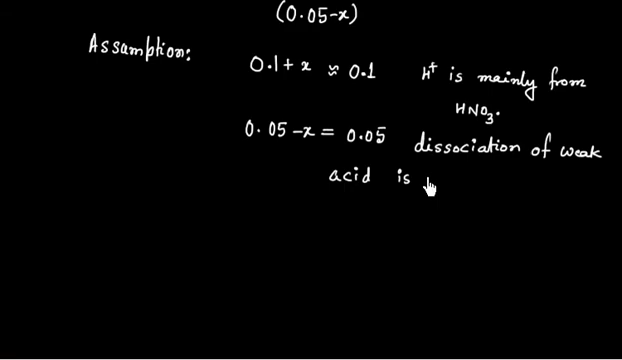 (0.05-x)
Assumption: 0.1 + x ≈ 0.1 H⁺ is mainly from
HNO₃.
0.05 -x = 0.05 dissociation of weak
acid is